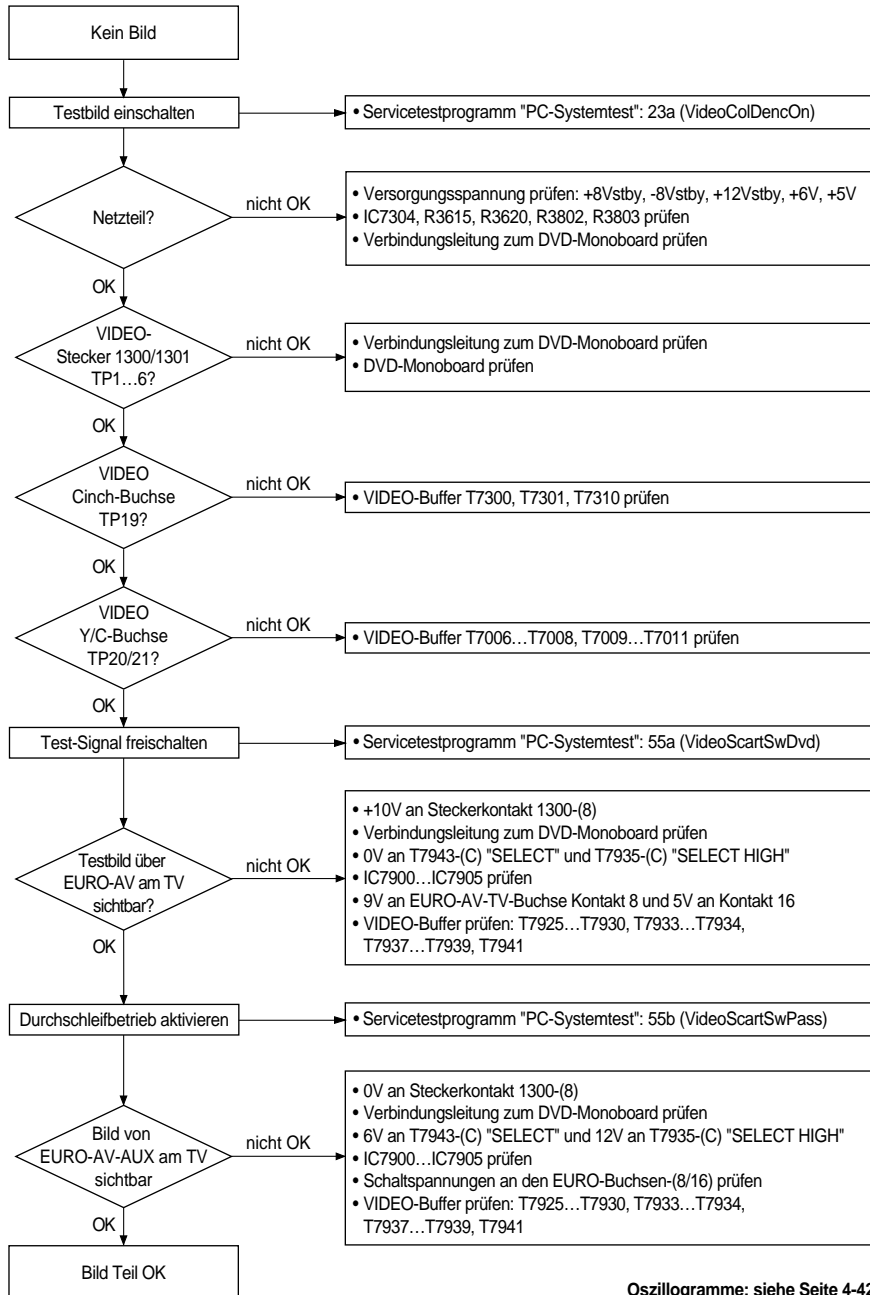 Kein Bild
Testbild einschalten
• Servicetestprogramm "PC-Systemtest": 23a (VideoColDencOn)
Netzteil?
nicht OK
• Versorgungsspannung prüfen: +8Vstby, -8Vstby, +12Vstby, +6V, +5V
• IC7304, R3615, R3620, R3802, R3803 prüfen
• Verbindungsleitung zum DVD-Monoboard prüfen
OK
VIDEO-
Stecker 1300/1301
TP1…6?
nicht OK
• Verbindungsleitung zum DVD-Monoboard prüfen
• DVD-Monoboard prüfen
OK
VIDEO
Cinch-Buchse
TP19?
nicht OK
• VIDEO-Buffer T7300, T7301, T7310 prüfen
OK
VIDEO
Y/C-Buchse
TP20/21?
nicht OK
• VIDEO-Buffer T7006…T7008, T7009…T7011 prüfen
OK
Test-Signal freischalten
• Servicetestprogramm "PC-Systemtest": 55a (VideoScartSwDvd)
Testbild über
EURO-AV am TV
sichtbar?
nicht OK
• +10V an Steckerkontakt 1300-(8)
• Verbindungsleitung zum DVD-Monoboard prüfen
• 0V an T7943-(C) "SELECT" und T7935-(C) "SELECT HIGH"
• IC7900…IC7905 prüfen
• 9V an EURO-AV-TV-Buchse Kontakt 8 und 5V an Kontakt 16
• VIDEO-Buffer prüfen: T7925…T7930, T7933…T7934,
T7937…T7939, T7941
OK
Durchschleifbetrieb aktivieren
• Servicetestprogramm "PC-Systemtest": 55b (VideoScartSwPass)
Bild von
EURO-AV-AUX am TV
sichtbar
nicht OK
• 0V an Steckerkontakt 1300-(8)
• Verbindungsleitung zum DVD-Monoboard prüfen
• 6V an T7943-(C) "SELECT" und 12V an T7935-(C) "SELECT HIGH"
• IC7900…IC7905 prüfen
• Schaltspannungen an den EURO-Buchsen-(8/16) prüfen
• VIDEO-Buffer prüfen: T7925…T7930, T7933…T7934,
T7937…T7939, T7941
OK
Bild Teil OK
Oszillogramme: siehe Seite 4-42